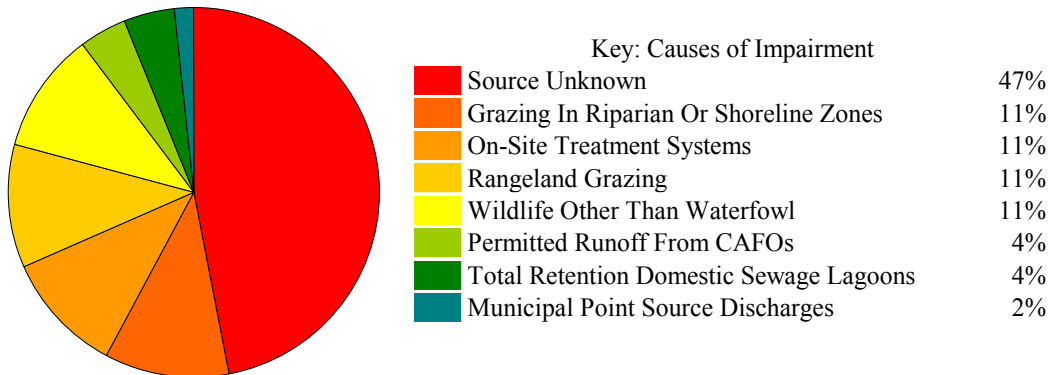 Key: Causes of Impairment
Source Unknown 47%
Grazing In Riparian Or Shoreline Zones 11%
On-Site Treatment Systems 11%
Rangeland Grazing 11%
Wildlife Other Than Waterfowl 11%
Permitted Runoff From CAFOs 4%
Total Retention Domestic Sewage Lagoons 4%
Municipal Point Source Discharges 2%